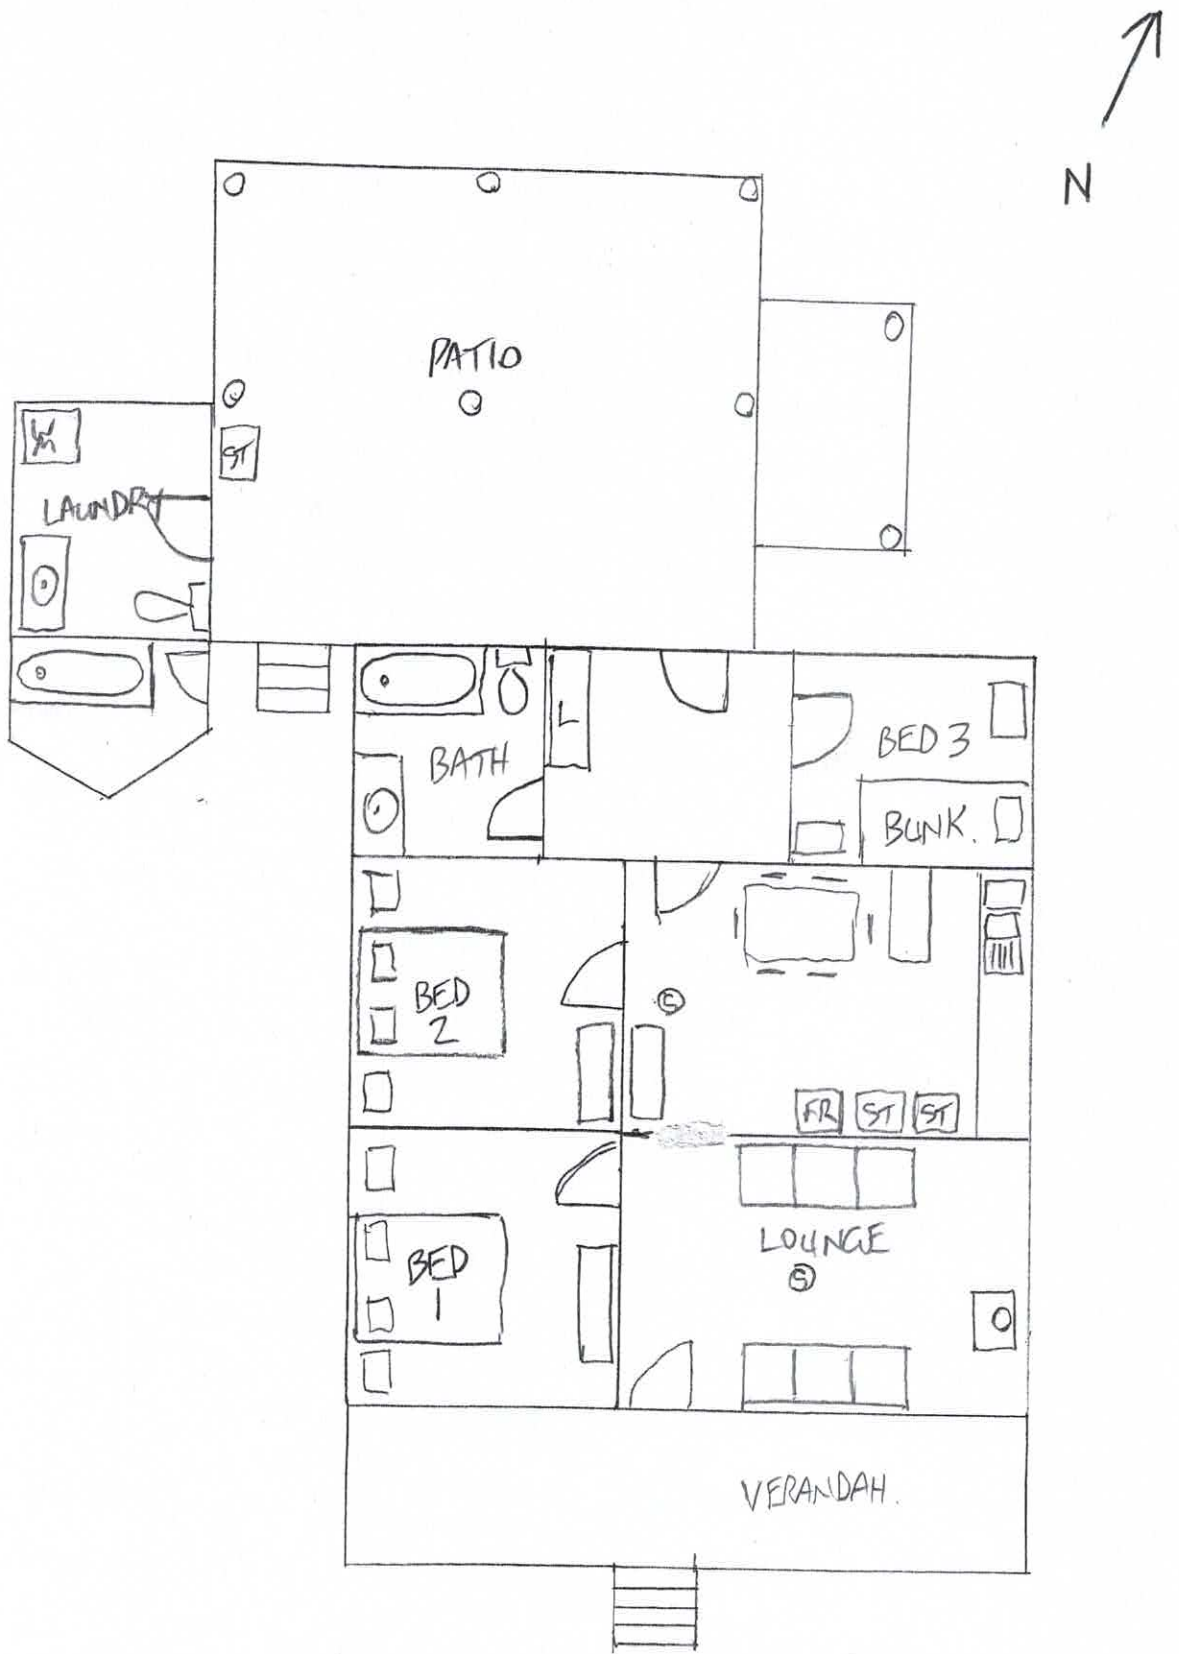 N
PATIO
ST
LAUNDRY
L
BATH
BED 3
BUNK.
BED
2
S
FR
ST
ST
BED
1
LOUNGE
S
VERANDAH.